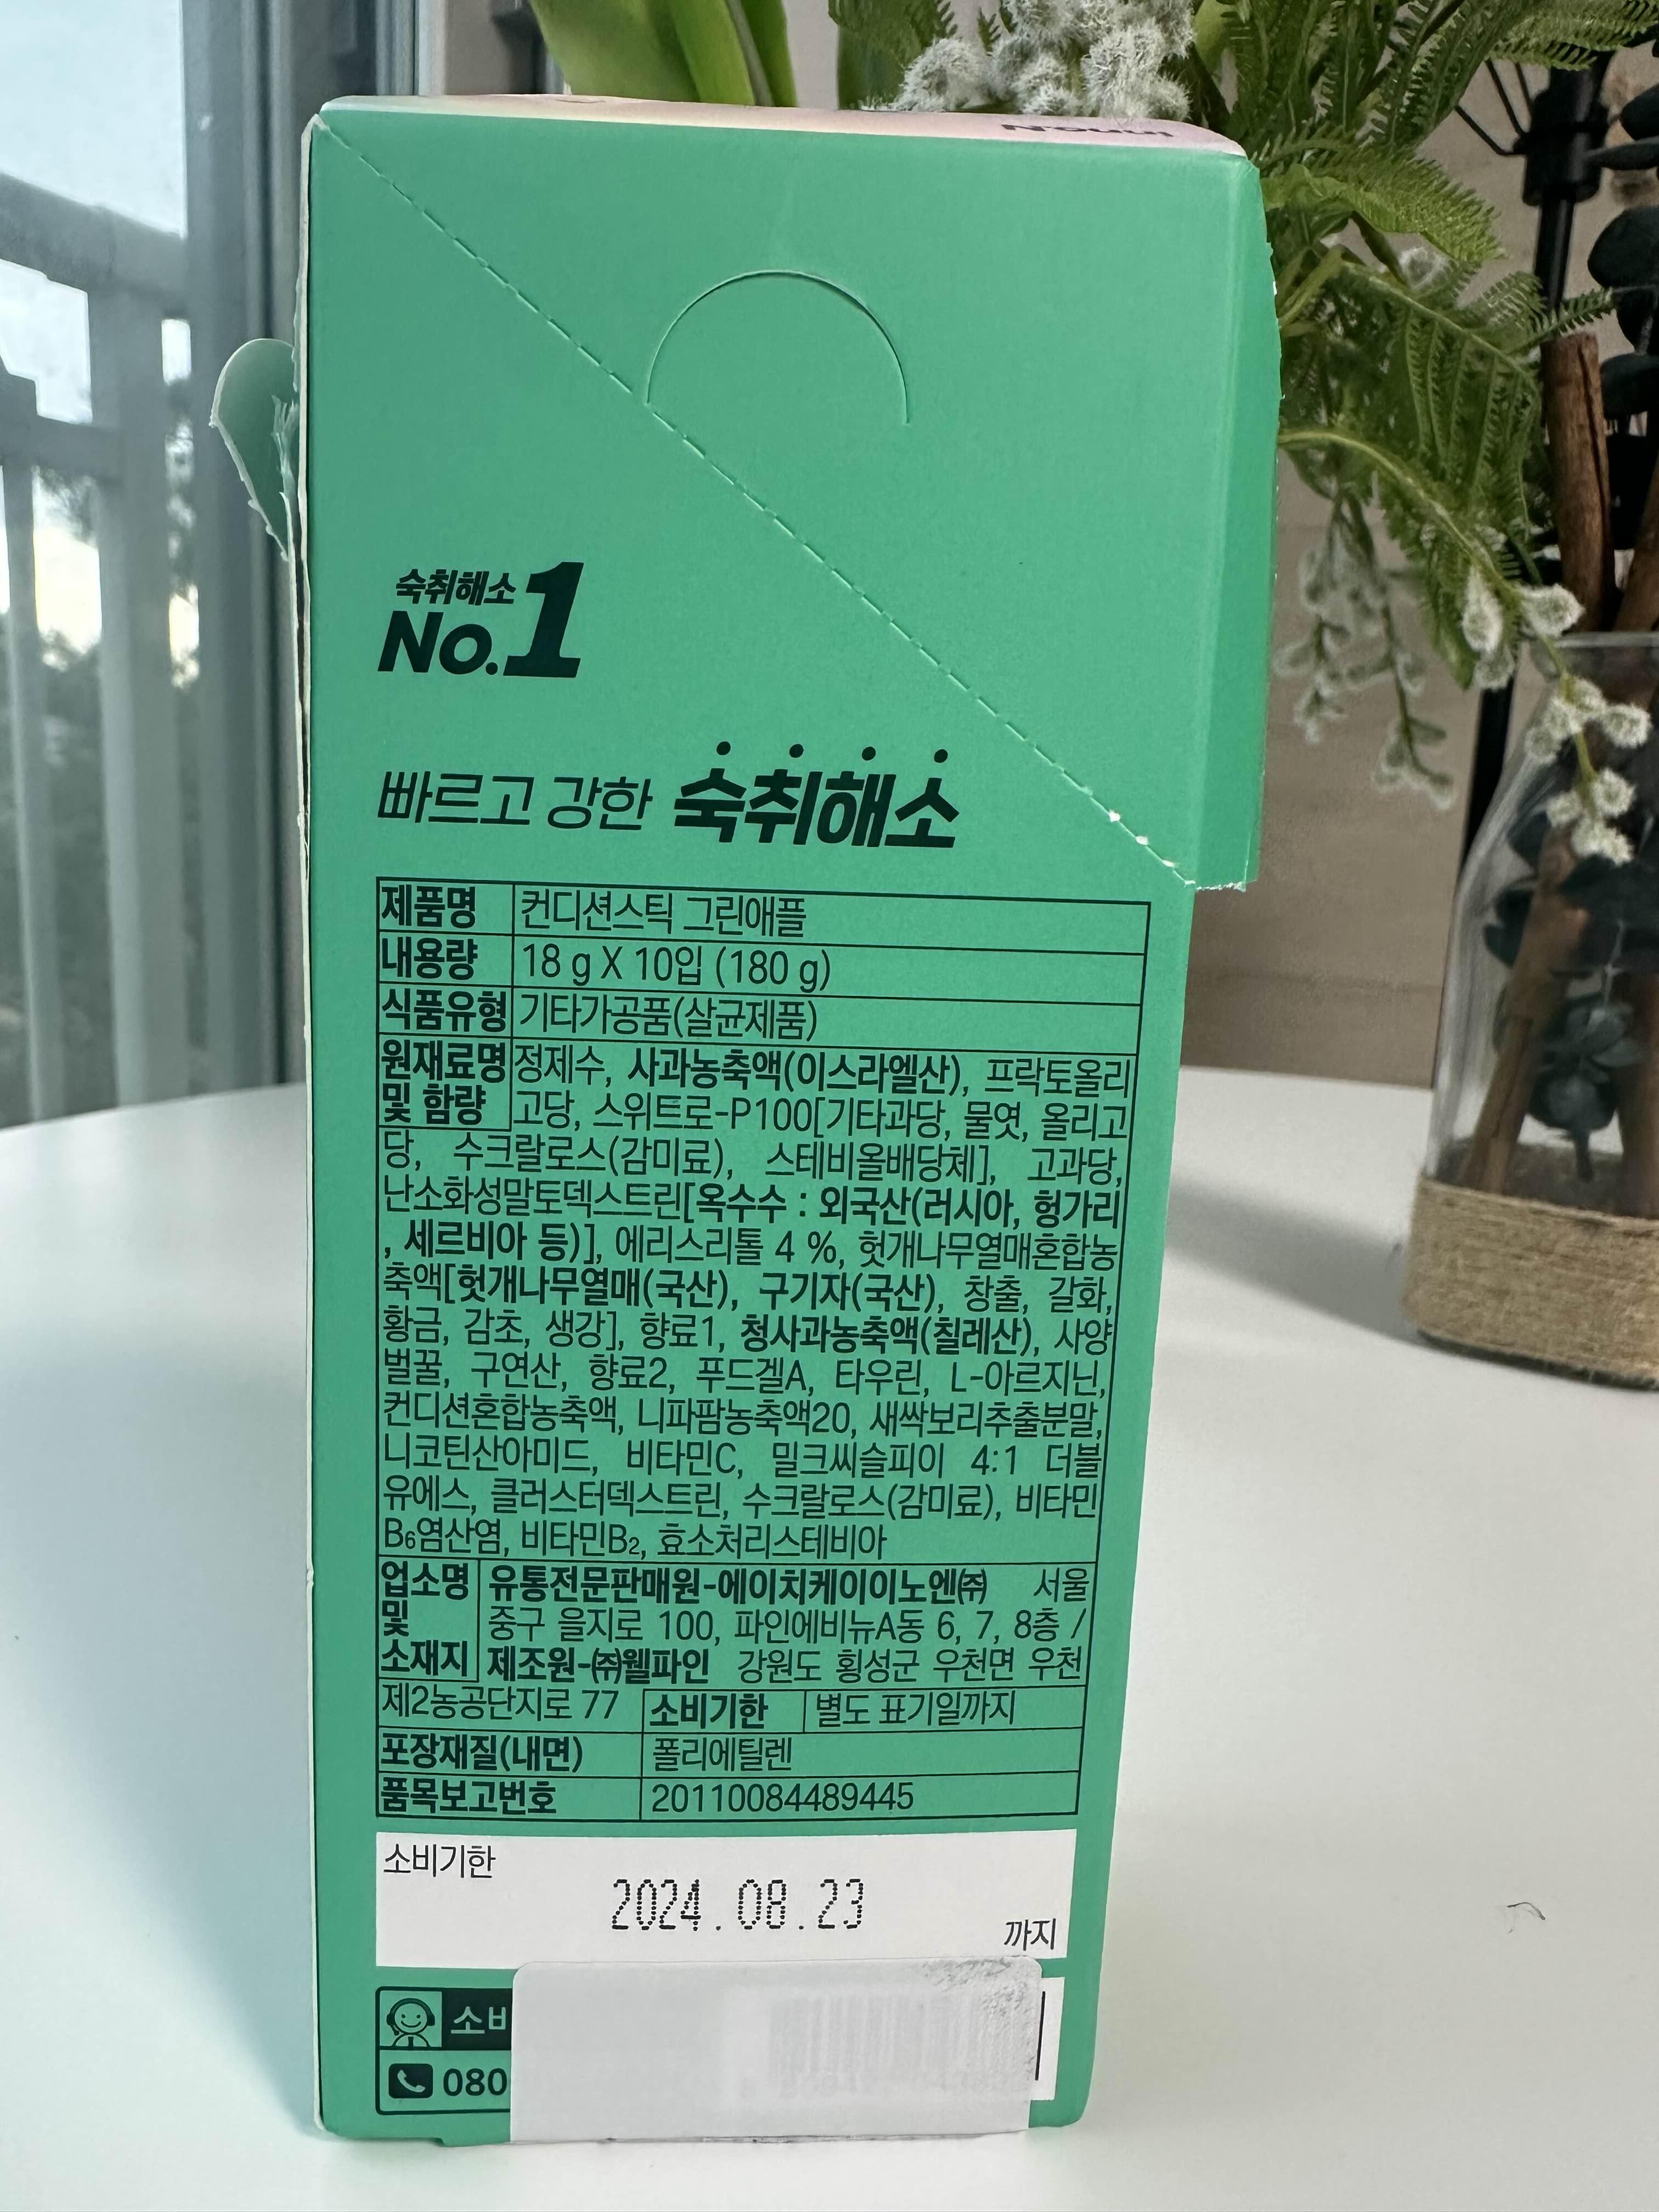 inno.N
숙취해소
No.1
빠르고 강한 숙취해소
제품명 컨디션스틱 그린애플
내용량 18 g X 10입 (180 g)
식품유형 기타가공품(살균제품)
원재료명 정제수, 사과농축액(이스라엘산), 프락토올리
및 함량 고당, 스위트로-P100[기타과당, 물엿, 올리고
당, 수크랄로스(감미료), 스테비올배당체], 고과당,
난소화성말토덱스트린[옥수수 : 외국산(러시아, 헝가리
, 세르비아 등)], 에리스리톨 4 %, 헛개나무열매혼합농
축액[헛개나무열매(국산), 구기자(국산), 창출, 갈화,
황금, 감초, 생강], 향료1, 청사과농축액(칠레산), 사양
벌꿀, 구연산, 향료2, 푸드겔A, 타우린, L-아르지닌,
컨디션혼합농축액, 니파팜농축액20, 새싹보리추출분말,
니코틴산아미드, 비타민C, 밀크씨슬피이 4:1 더블
유에스, 클러스터덱스트린, 수크랄로스(감미료), 비타민
B₆염산염, 비타민B₂, 효소처리스테비아
업소명 유통전문판매원-에이치케이이노엔㈜ 서울
및 중구 을지로 100, 파인에비뉴A동 6, 7, 8층 /
소재지 제조원-㈜웰파인 강원도 횡성군 우천면 우천
제2농공단지로 77 소비기한 별도 표기일까지
포장재질(내면) 폴리에틸렌
품목보고번호 20110084489445
소비기한
2024.08.23
까지
소비
080